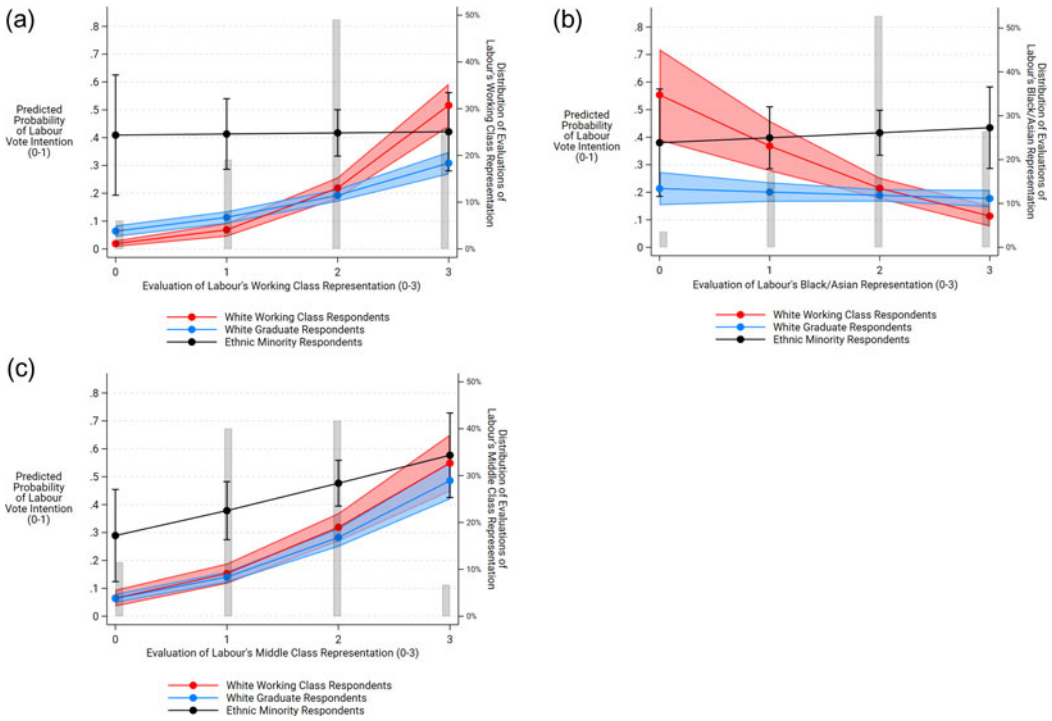 (a)
.8
.7
.6
.5
.4
.3
.2
.1
0
Predicted
Probability
of Labour
Vote Intention
(0-1)
50%
40%
30%
20%
10%
0%
Distribution of Evaluations of
Labour's Working Class Representation
0 1 2 3
Evaluation of Labour's Working Class Representation (0-3)
White Working Class Respondents
White Graduate Respondents
Ethnic Minority Respondents
(b)
.8
.7
.6
.5
.4
.3
.2
.1
0
Predicted
Probability
of Labour
Vote Intention
(0-1)
50%
40%
30%
20%
10%
0%
Distribution of Evaluations of
Labour's Black/Asian Representation
0 1 2 3
Evaluation of Labour's Black/Asian Representation (0-3)
White Working Class Respondents
White Graduate Respondents
Ethnic Minority Respondents
(c)
.8
.7
.6
.5
.4
.3
.2
.1
0
Predicted
Probability
of Labour
Vote Intention
(0-1)
50%
40%
30%
20%
10%
0%
Distribution of Evaluations of
Labour's Middle Class Representation
0 1 2 3
Evaluation of Labour's Middle Class Representation (0-3)
White Working Class Respondents
White Graduate Respondents
Ethnic Minority Respondents